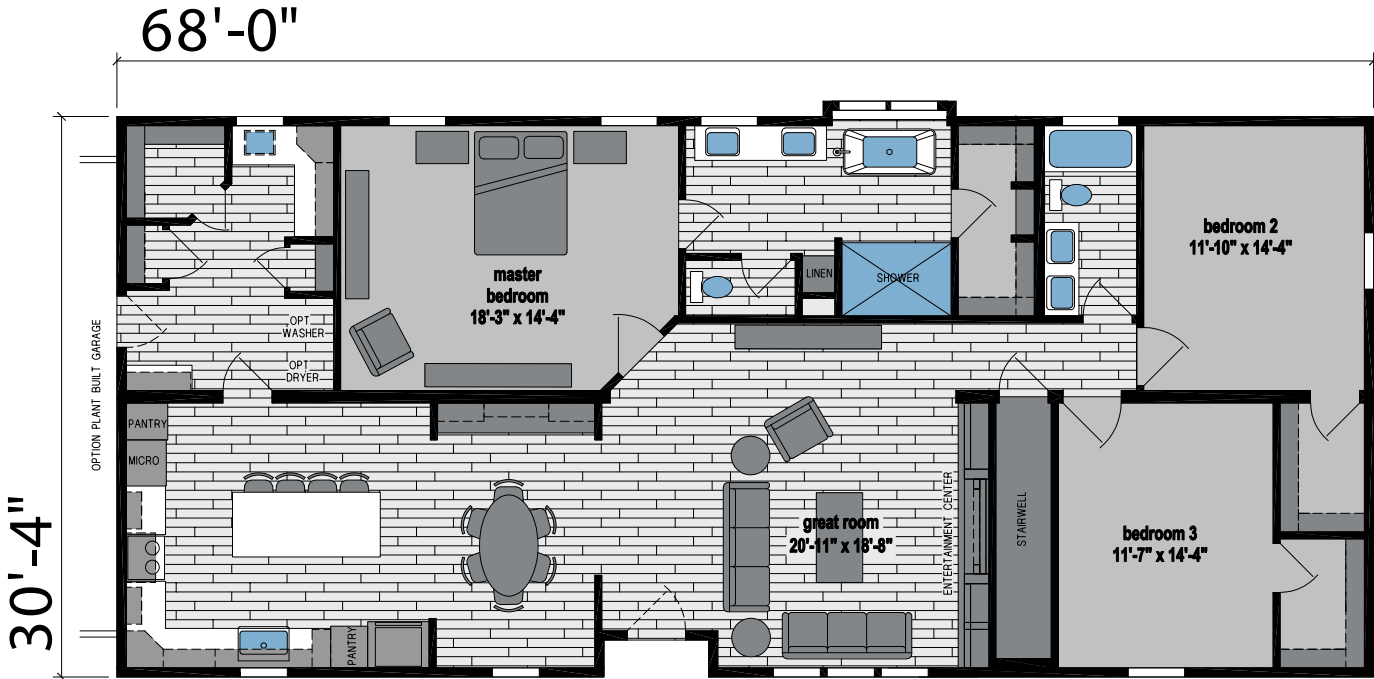 68'-0"
30'-4"
OPTION PLANT BUILT GARAGE
master
bedroom
18'-3" x 14'-4"
OPT
WASHER
OPT
DRYER
LINEN
SHOWER
bedroom 2
11'-10" x 14'-4"
PANTRY
MICRO
great room
20'-11" x 18'-8"
ENTERTAINMENT CENTER
STAIRWELL
bedroom 3
11'-7" x 14'-4"
PANTRY